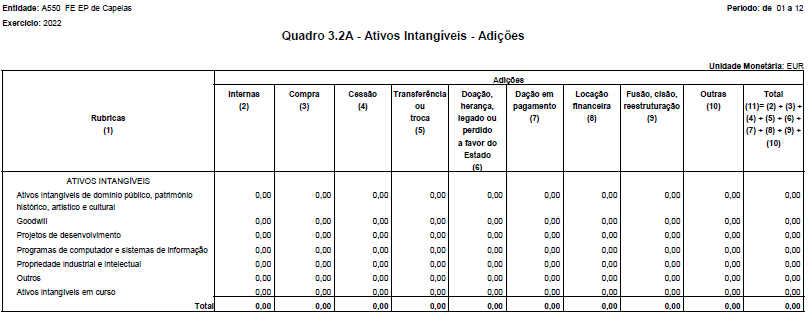 Entidade: A550 FE EP de Capelas
Período: de 01 a 12
Exercício: 2022
Quadro 3.2A - Ativos Intangíveis - Adições
Unidade Monetária: EUR
Rubricas
(1)
Adições
Internas
(2)
Compra
(3)
Cessão
(4)
Transferência
ou
troca
(5)
Doação,
herança,
legado ou
perdido
a favor do
Estado
(6)
Dação em
pagamento
(7)
Locação
financeira
(8)
Fusão, cisão,
reestruturação
(9)
Outras
(10)
Total
(11)= (2) + (3) +
(4) + (5) + (6) +
(7) + (8) + (9) +
(10)
ATIVOS INTANGÍVEIS
Ativos intangíveis de domínio público, património 0,00 0,00 0,00 0,00 0,00 0,00 0,00 0,00 0,00 0,00
histórico, artístico e cultural
Goodwill 0,00 0,00 0,00 0,00 0,00 0,00 0,00 0,00 0,00 0,00
Projetos de desenvolvimento 0,00 0,00 0,00 0,00 0,00 0,00 0,00 0,00 0,00 0,00
Programas de computador e sistemas de informação 0,00 0,00 0,00 0,00 0,00 0,00 0,00 0,00 0,00 0,00
Propriedade industrial e intelectual 0,00 0,00 0,00 0,00 0,00 0,00 0,00 0,00 0,00 0,00
Outros 0,00 0,00 0,00 0,00 0,00 0,00 0,00 0,00 0,00 0,00
Ativos intangíveis em curso 0,00 0,00 0,00 0,00 0,00 0,00 0,00 0,00 0,00 0,00
Total 0,00 0,00 0,00 0,00 0,00 0,00 0,00 0,00 0,00 0,00